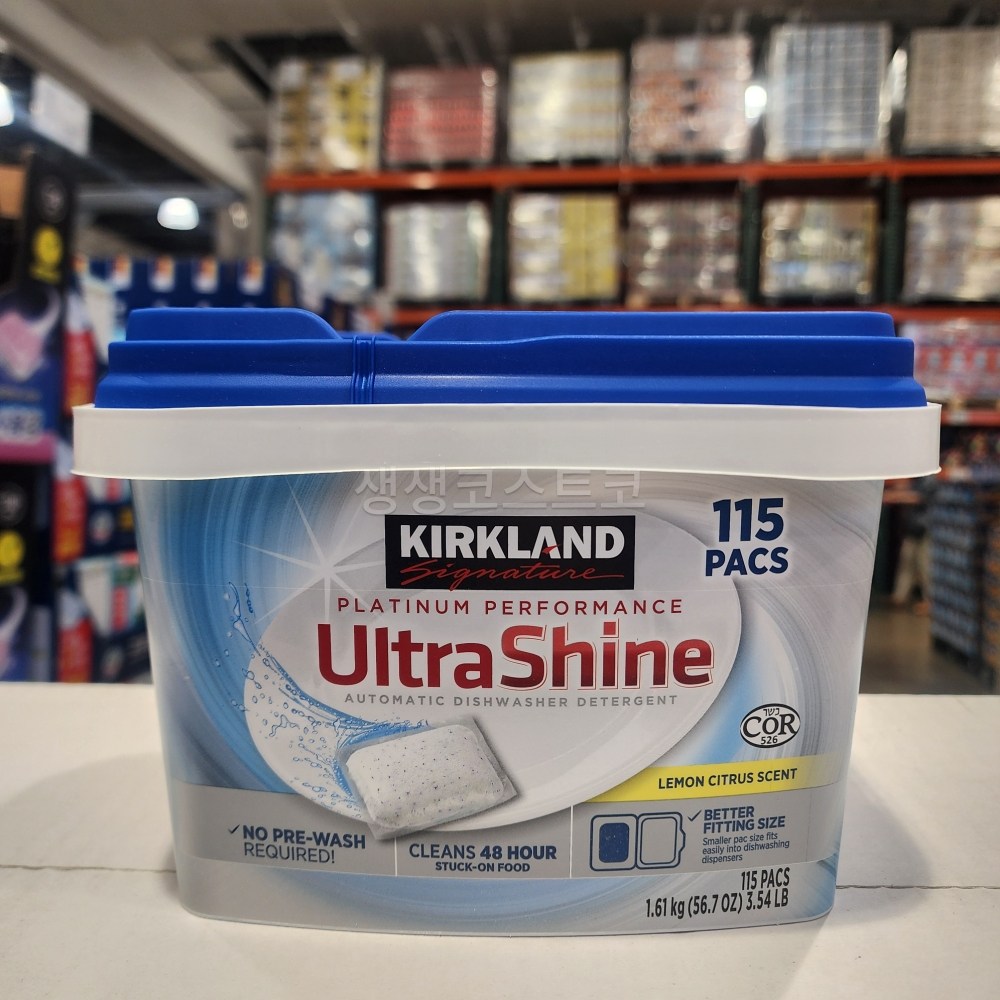 생생코스트코
KIRKLAND
Signature
115
PACS
PLATINUM PERFORMANCE
UltraShine
AUTOMATIC DISHWASHER DETERGENT
כשר
COR
526
LEMON CITRUS SCENT
✓NO PRE-WASH
REQUIRED!
CLEANS 48 HOUR
STUCK-ON FOOD
✓BETTER
FITTING SIZE
Smaller pac size fits
easily into dishwashing
dispensers
115 PACS
1.61 kg (56.7 OZ) 3.54 LB